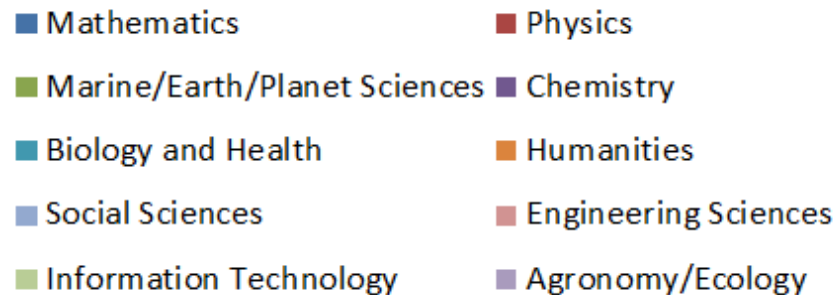 Mathematics Physics
Marine/Earth/Planet Sciences Chemistry
Biology and Health Humanities
Social Sciences Engineering Sciences
Information Technology Agronomy/Ecology